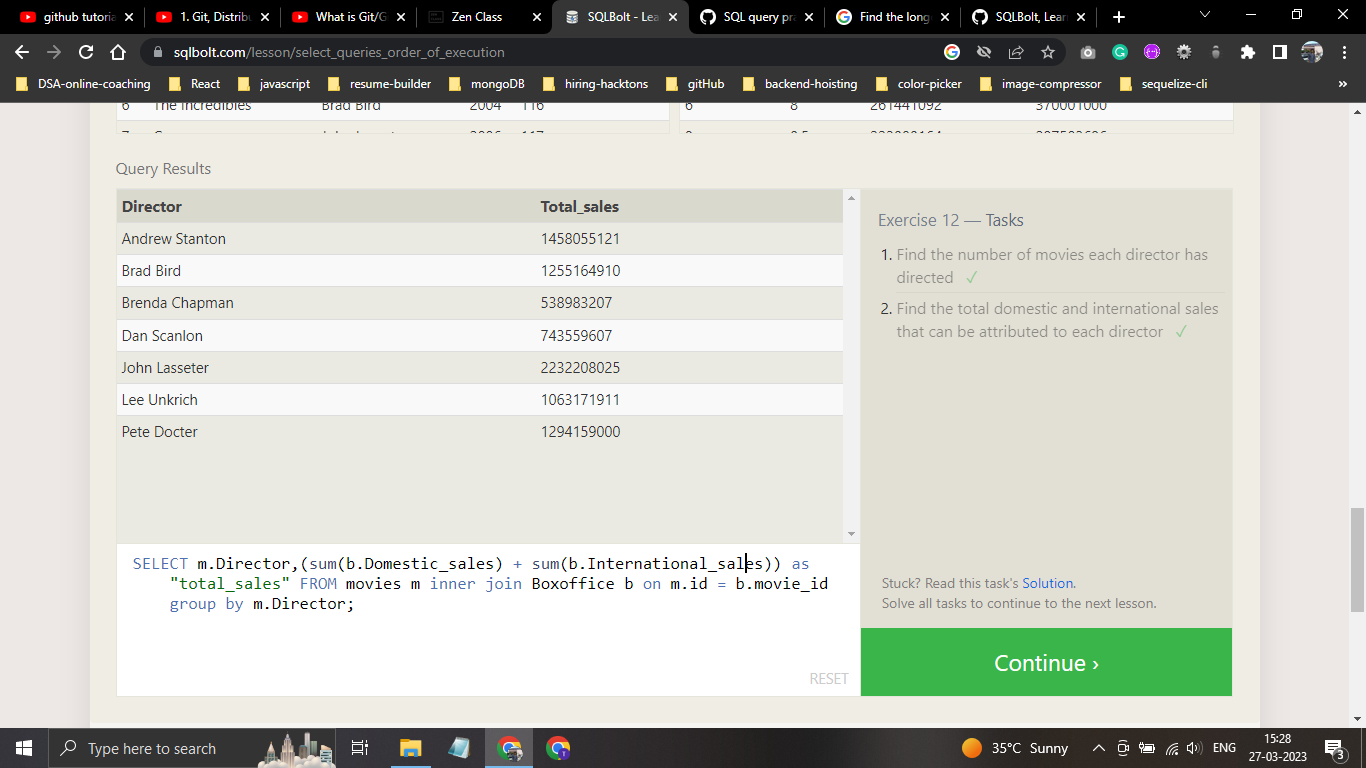 github tutoria
1. Git, Distrib
What is Git/G
Zen Class
SQLBolt - Lea
SQL query pra
Find the long
SQLBolt, Lear
sqlbolt.com/lesson/select_queries_order_of_execution
DSA-online-coaching
React
javascript
resume-builder
mongoDB
hiring-hacktons
gitHub
backend-hoisting
color-picker
image-compressor
sequelize-cli
»
6 The Incredibles Brad Bird 2004 116
6 8 261441092 370001000
Query Results
Director Total_sales
Andrew Stanton 1458055121
Brad Bird 1255164910
Brenda Chapman 538983207
Dan Scanlon 743559607
John Lasseter 2232208025
Lee Unkrich 1063171911
Pete Docter 1294159000
Exercise 12 — Tasks
1. Find the number of movies each director has
directed ✓
2. Find the total domestic and international sales
that can be attributed to each director ✓
SELECT m.Director,(sum(b.Domestic_sales) + sum(b.International_sales)) as
"total_sales" FROM movies m inner join Boxoffice b on m.id = b.movie_id
group by m.Director;
RESET
Stuck? Read this task's Solution.
Solve all tasks to continue to the next lesson.
Continue ›
Type here to search
35°C Sunny
ENG
15:28
27-03-2023
3